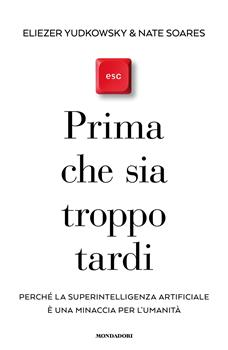 ELIEZER YUDKOWSKY & NATE SOARES
esc
Prima
che sia
troppo
tardi
PERCHÉ LA SUPERINTELLIGENZA ARTIFICIALE
È UNA MINACCIA PER L'UMANITÀ
MONDADORI